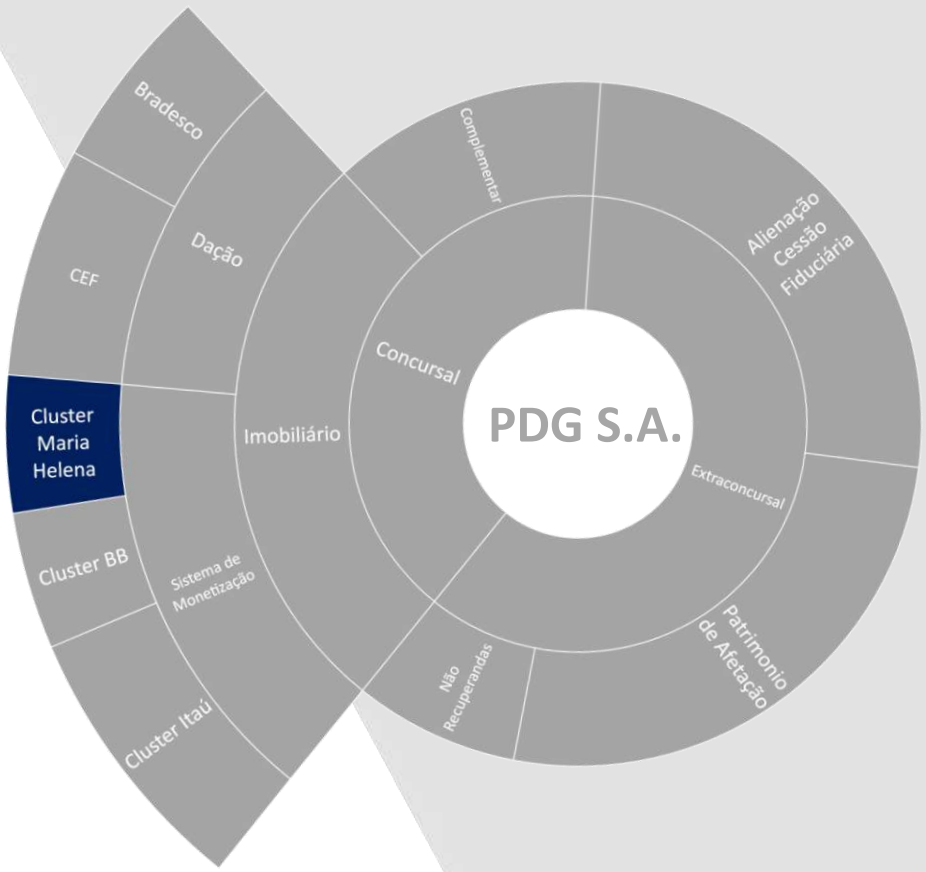 Bradesco
CEF
Cluster
Maria
Helena
Cluster BB
Cluster Itaú
Dação
Sistema de
Monetização
Imobiliário
Complementar
Concursal
PDG S.A.
Extraconcursal
Alienação
Cessão
Fiduciária
Patrimonio
de Afetação
Não
Recuperandas